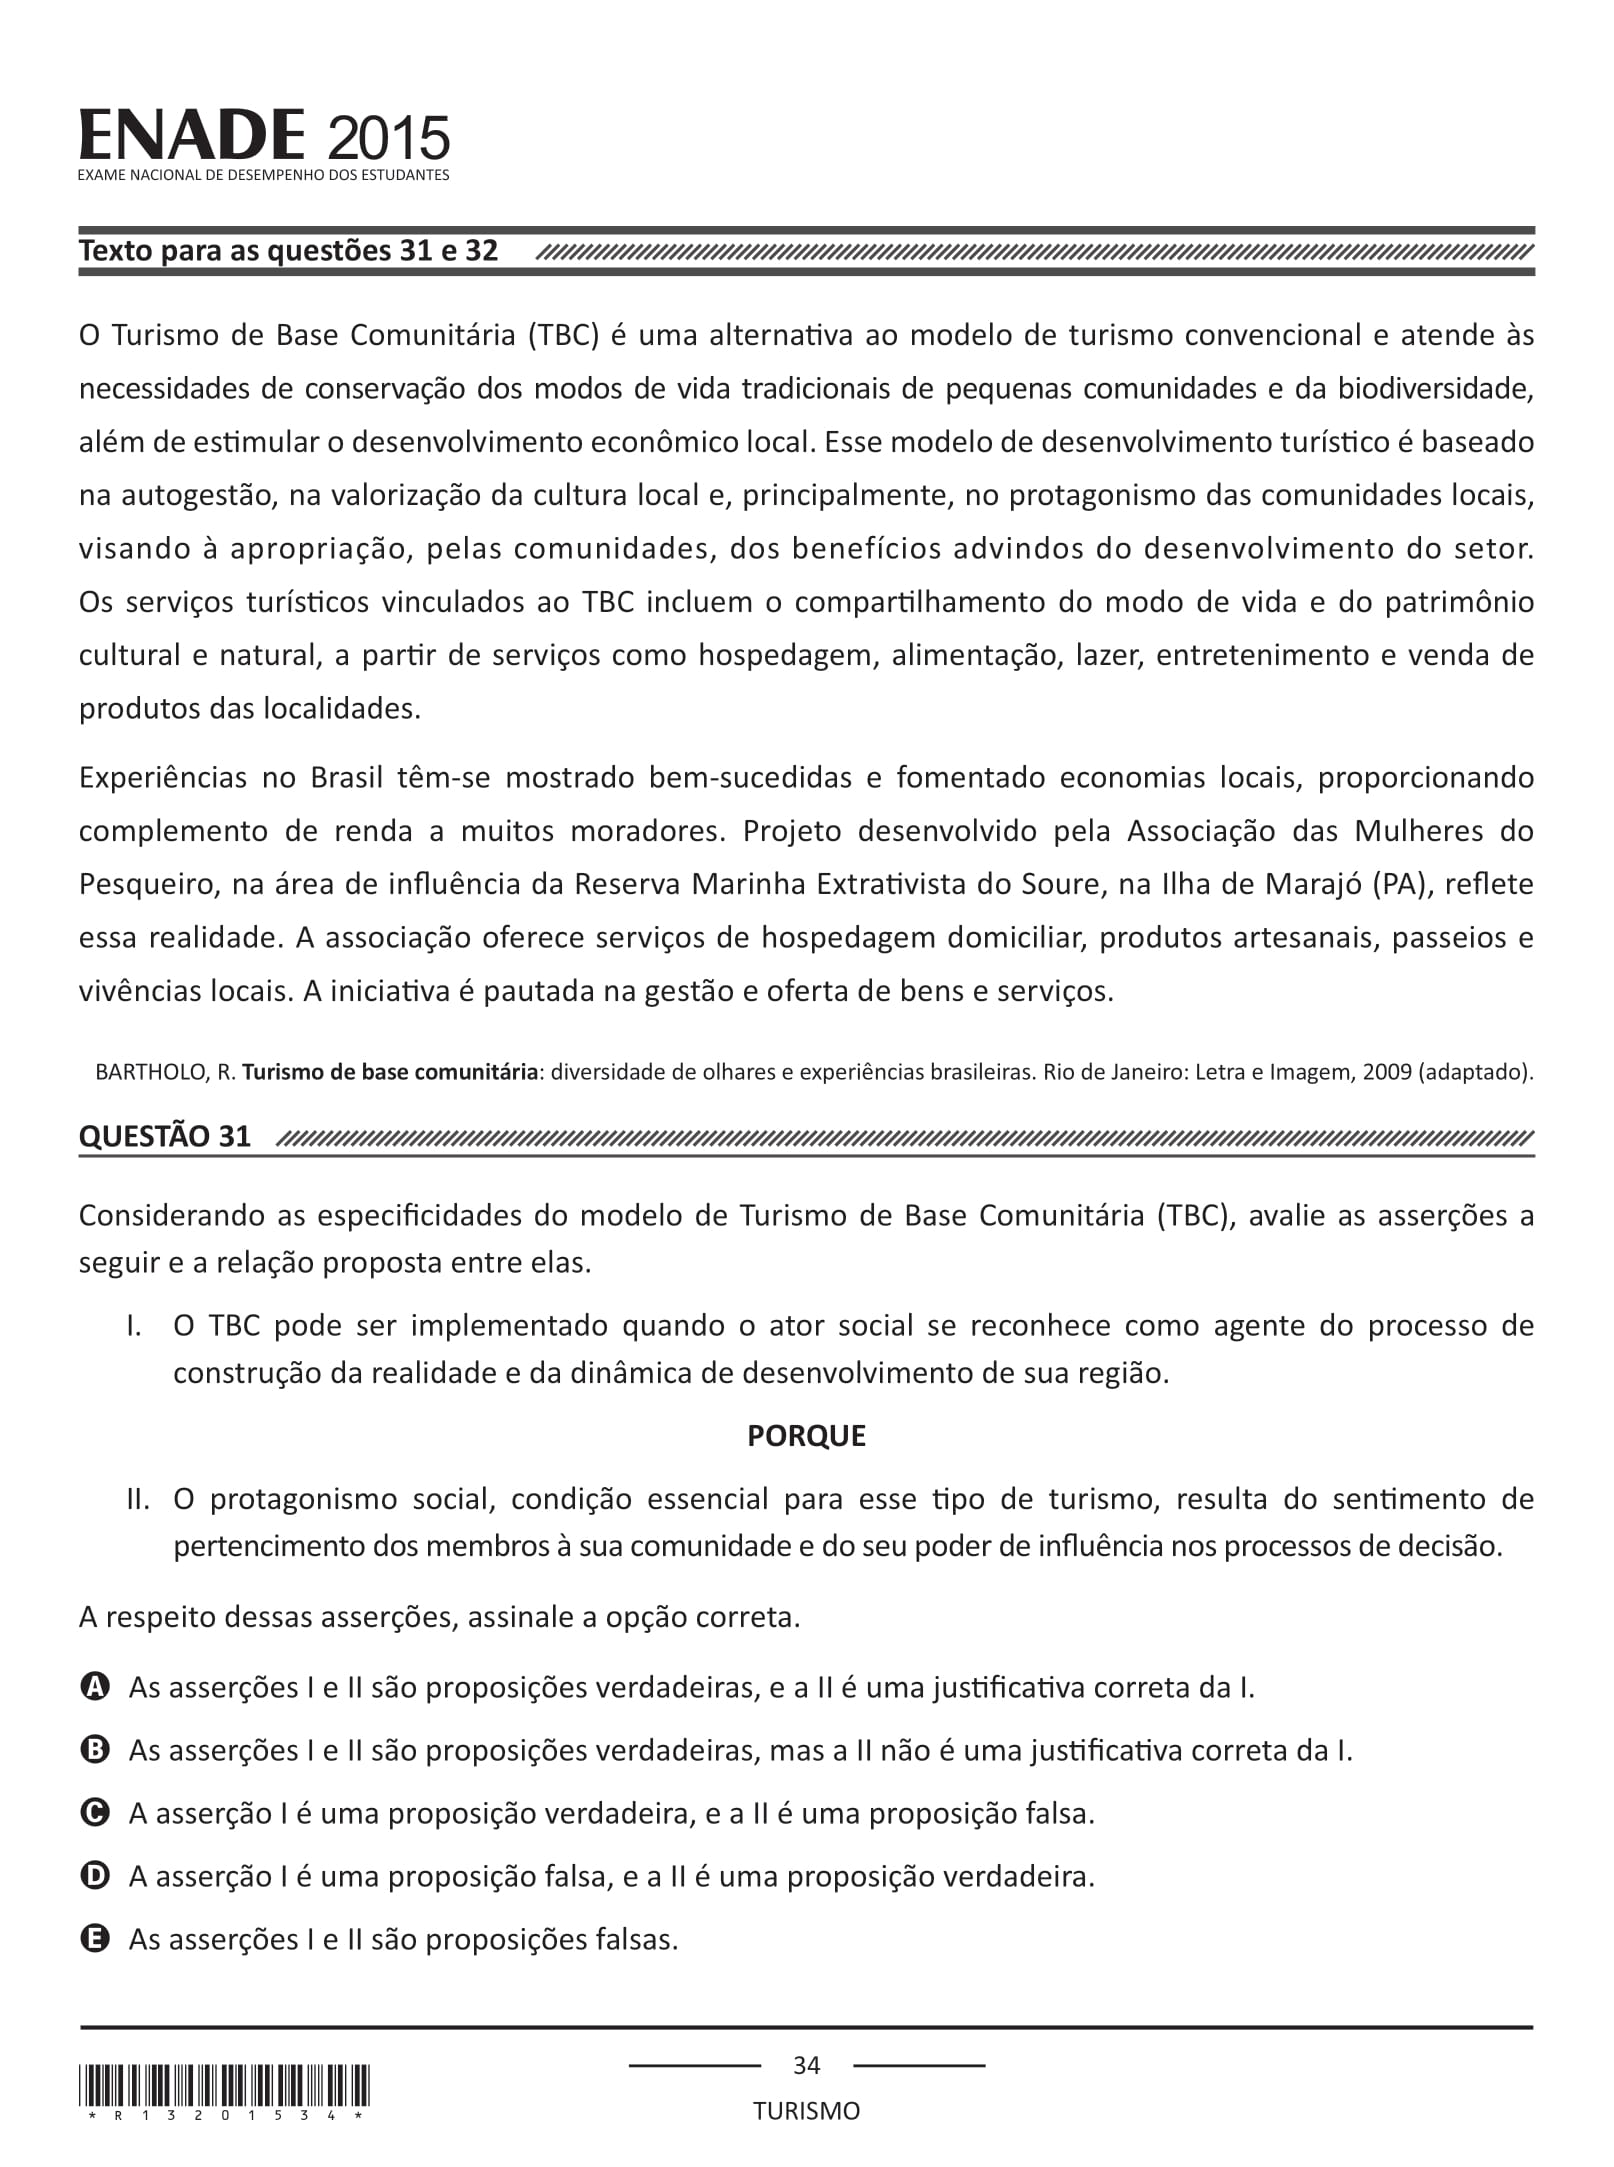 ENADE 2015
EXAME NACIONAL DE DESEMPENHO DOS ESTUDANTES
Texto para as questões 31 e 32
O Turismo de Base Comunitária (TBC) é uma alternativa ao modelo de turismo convencional e atende às
necessidades de conservação dos modos de vida tradicionais de pequenas comunidades e da biodiversidade,
além de estimular o desenvolvimento econômico local. Esse modelo de desenvolvimento turístico é baseado
na autogestão, na valorização da cultura local e, principalmente, no protagonismo das comunidades locais,
visando à apropriação, pelas comunidades, dos benefícios advindos do desenvolvimento do setor.
Os serviços turísticos vinculados ao TBC incluem o compartilhamento do modo de vida e do patrimônio
cultural e natural, a partir de serviços como hospedagem, alimentação, lazer, entretenimento e venda de
produtos das localidades.
Experiências no Brasil têm-se mostrado bem-sucedidas e fomentado economias locais, proporcionando
complemento de renda a muitos moradores. Projeto desenvolvido pela Associação das Mulheres do
Pesqueiro, na área de influência da Reserva Marinha Extrativista do Soure, na Ilha de Marajó (PA), reflete
essa realidade. A associação oferece serviços de hospedagem domiciliar, produtos artesanais, passeios e
vivências locais. A iniciativa é pautada na gestão e oferta de bens e serviços.
BARTHOLO, R. Turismo de base comunitária: diversidade de olhares e experiências brasileiras. Rio de Janeiro: Letra e Imagem, 2009 (adaptado).
QUESTÃO 31
Considerando as especificidades do modelo de Turismo de Base Comunitária (TBC), avalie as asserções a
seguir e a relação proposta entre elas.
I. O TBC pode ser implementado quando o ator social se reconhece como agente do processo de
construção da realidade e da dinâmica de desenvolvimento de sua região.
PORQUE
II. O protagonismo social, condição essencial para esse tipo de turismo, resulta do sentimento de
pertencimento dos membros à sua comunidade e do seu poder de influência nos processos de decisão.
A respeito dessas asserções, assinale a opção correta.
A As asserções I e II são proposições verdadeiras, e a II é uma justificativa correta da I.
B As asserções I e II são proposições verdadeiras, mas a II não é uma justificativa correta da I.
C A asserção I é uma proposição verdadeira, e a II é uma proposição falsa.
D A asserção I é uma proposição falsa, e a II é uma proposição verdadeira.
E As asserções I e II são proposições falsas.
34
TURISMO
*R13201534*